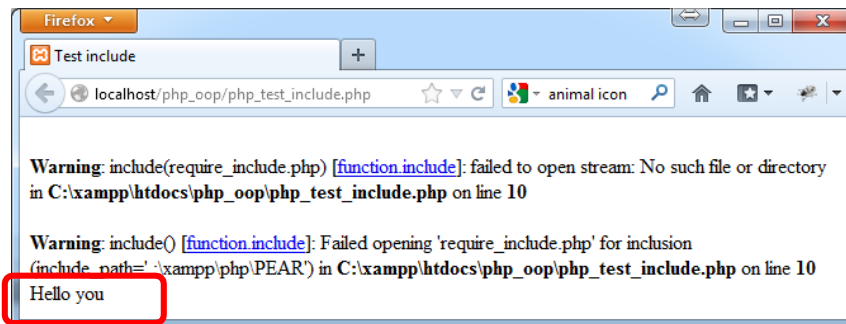 Firefox
Test include
localhost/php_oop/php_test_include.php
animal icon
Warning: include(require_include.php) [function.include]: failed to open stream: No such file or directory
in C:\xampp\htdocs\php_oop\php_test_include.php on line 10
Warning: include() [function.include]: Failed opening 'require_include.php' for inclusion
(include_path='.;\xampp\php\PEAR') in C:\xampp\htdocs\php_oop\php_test_include.php on line 10
Hello you